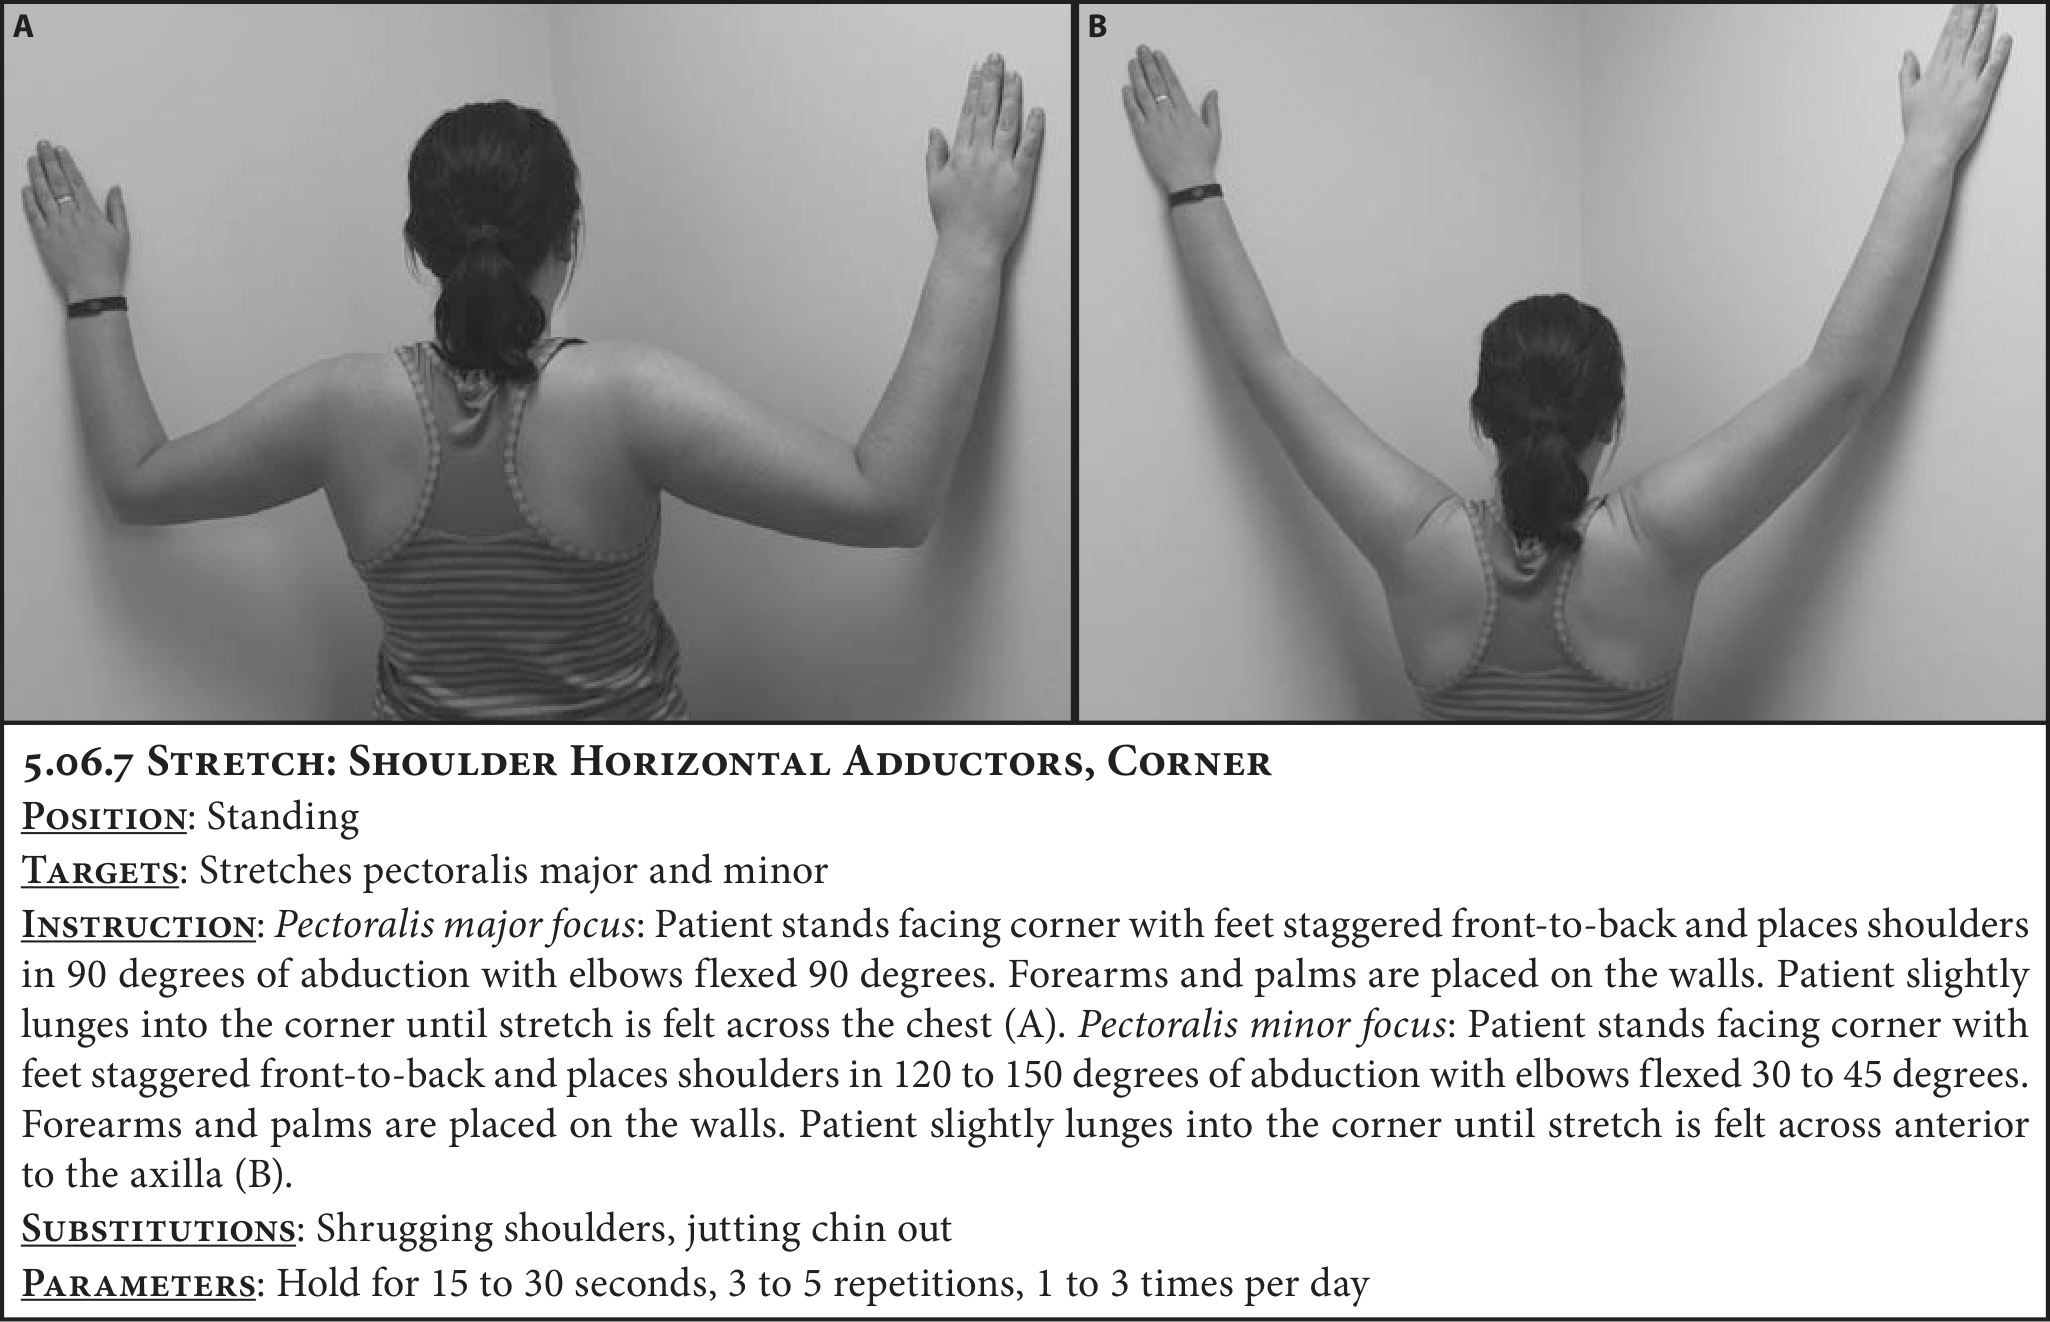 A
B
5.06.7 Stretch: Shoulder Horizontal Adductors, Corner
Position: Standing
Targets: Stretches pectoralis major and minor
Instruction: Pectoralis major focus: Patient stands facing corner with feet staggered front-to-back and places shoulders
in 90 degrees of abduction with elbows flexed 90 degrees. Forearms and palms are placed on the walls. Patient slightly
lunges into the corner until stretch is felt across the chest (A). Pectoralis minor focus: Patient stands facing corner with
feet staggered front-to-back and places shoulders in 120 to 150 degrees of abduction with elbows flexed 30 to 45 degrees.
Forearms and palms are placed on the walls. Patient slightly lunges into the corner until stretch is felt across anterior
to the axilla (B).
Substitutions: Shrugging shoulders, jutting chin out
Parameters: Hold for 15 to 30 seconds, 3 to 5 repetitions, 1 to 3 times per day